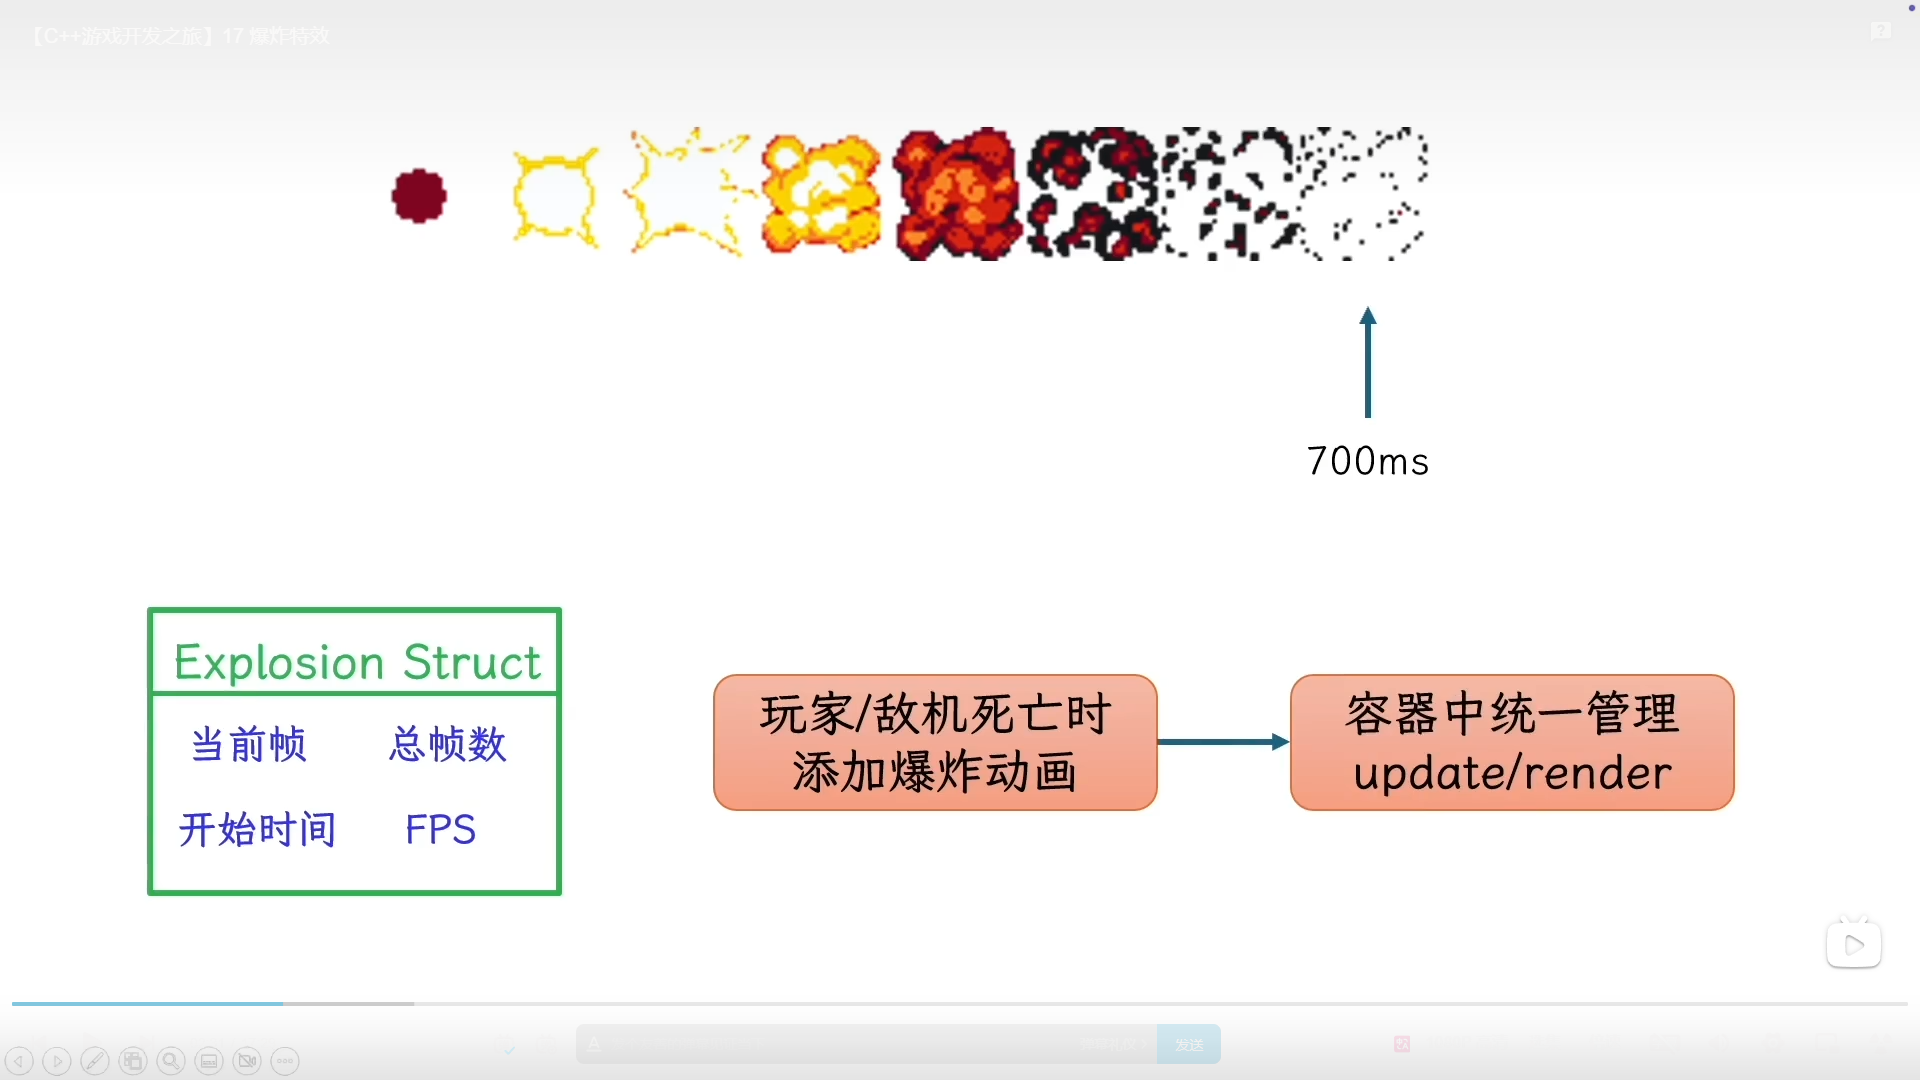 【C++游戏开发之旅】17 爆炸特效
700ms
Explosion Struct
当前帧 总帧数
开始时间 FPS
玩家/敌机死亡时
添加爆炸动画
容器中统一管理
update/render
发送